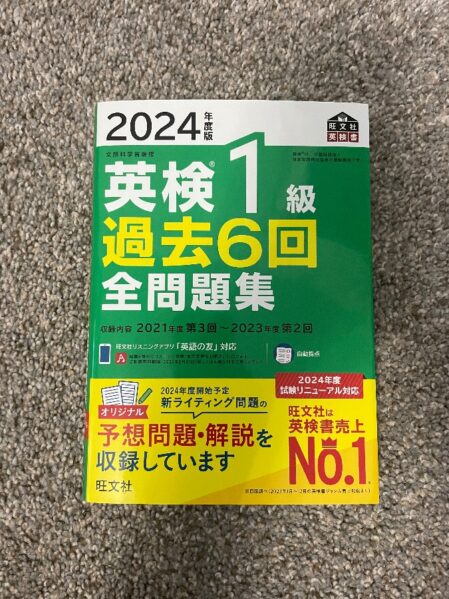 2024年度版
旺文社
英検書
文部科学省後援
英検® 1級
過去6回
全問題集
収録内容 2021年度 第3回~2023年度 第2回
旺文社リスニングアプリ「英語の友」対応
自動採点
2024年度
試験リニューアル対応
オリジナル
2024年度開始予定
新ライティング問題の
予想問題・解説を
収録しています
旺文社は
英検書売上
No.1
旺文社